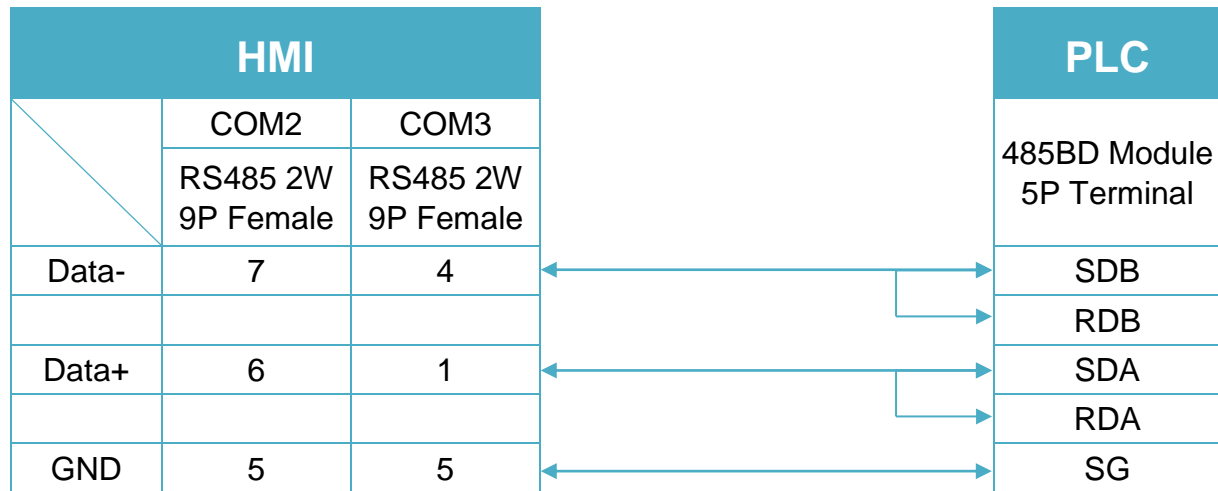 HMI
PLC
COM2 COM3
RS485 2W RS485 2W
9P Female 9P Female
485BD Module
5P Terminal
Data- 7 4 SDB
RDB
Data+ 6 1 SDA
RDA
GND 5 5 SG